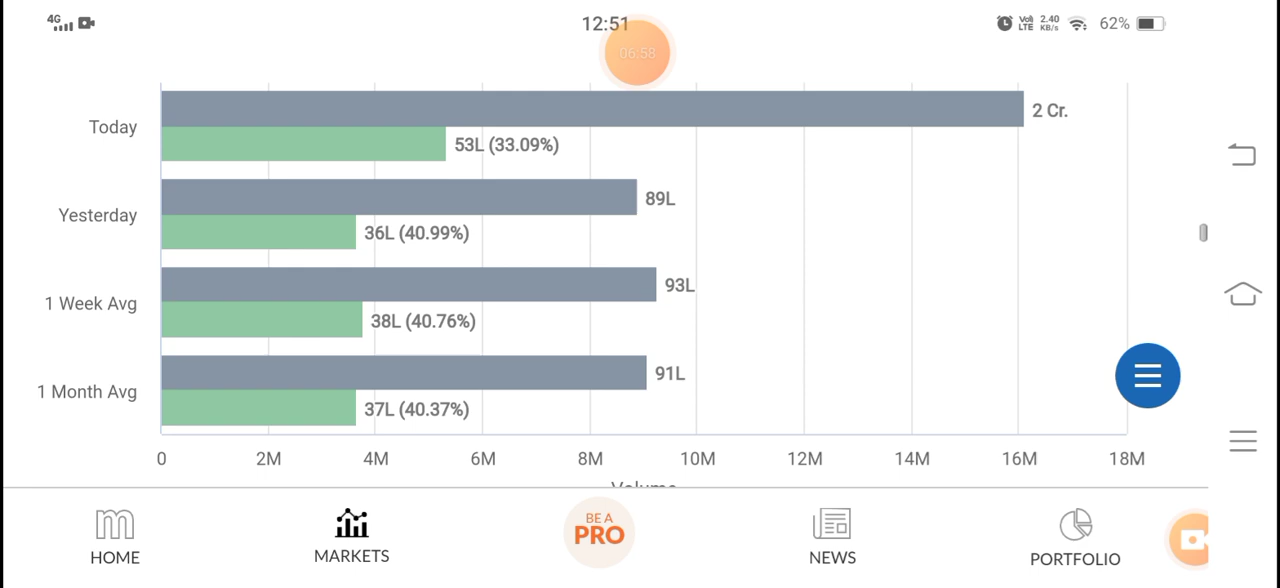 4G 12:51 Vo)) LTE 2.40 KB/s 62%
06:58
2 Cr.
Today
53L (33.09%)
89L
Yesterday
36L (40.99%)
93L
1 Week Avg
38L (40.76%)
91L
1 Month Avg
37L (40.37%)
0 2M 4M 6M 8M 10M 12M 14M 16M 18M
Volume
m BE A PRO
HOME MARKETS NEWS PORTFOLIO